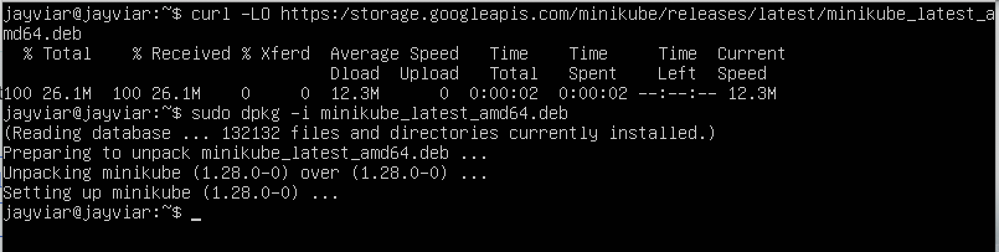 jayviar@jayviar:~$ curl -LO https:/storage.googleapis.com/minikube/releases/latest/minikube_latest_a
md64.deb
% Total % Received % Xferd Average Speed Time Time Time Current
Dload Upload Total Spent Left Speed
100 26.1M 100 26.1M 0 0 12.3M 0 0:00:02 0:00:02 --:--:-- 12.3M
jayviar@jayviar:~$ sudo dpkg -i minikube_latest_amd64.deb
(Reading database ... 132132 files and directories currently installed.)
Preparing to unpack minikube_latest_amd64.deb ...
Unpacking minikube (1.28.0-0) over (1.28.0-0) ...
Setting up minikube (1.28.0-0) ...
jayviar@jayviar:~$ _